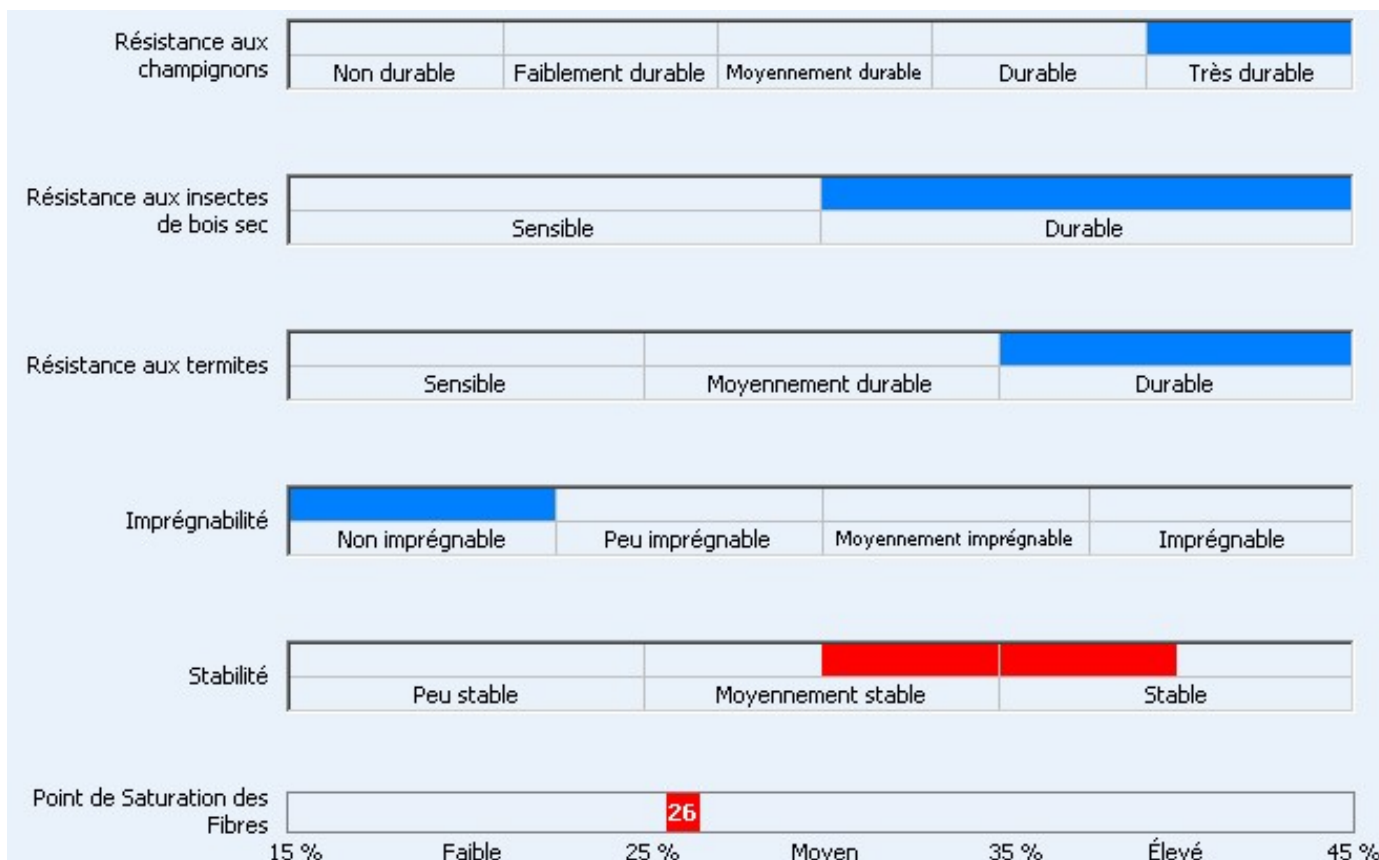 Résistance aux
champignons
Non durable Faiblement durable Moyennement durable Durable Très durable
Résistance aux insectes
de bois sec
Sensible Durable
Résistance aux termites
Sensible Moyennement durable Durable
Imprégnabilité
Non imprégnable Peu imprégnable Moyennement imprégnable Imprégnable
Stabilité
Peu stable Moyennement stable Stable
Point de Saturation des
Fibres
26
15 % Faible 25 % Moyen 35 % Élevé 45 %